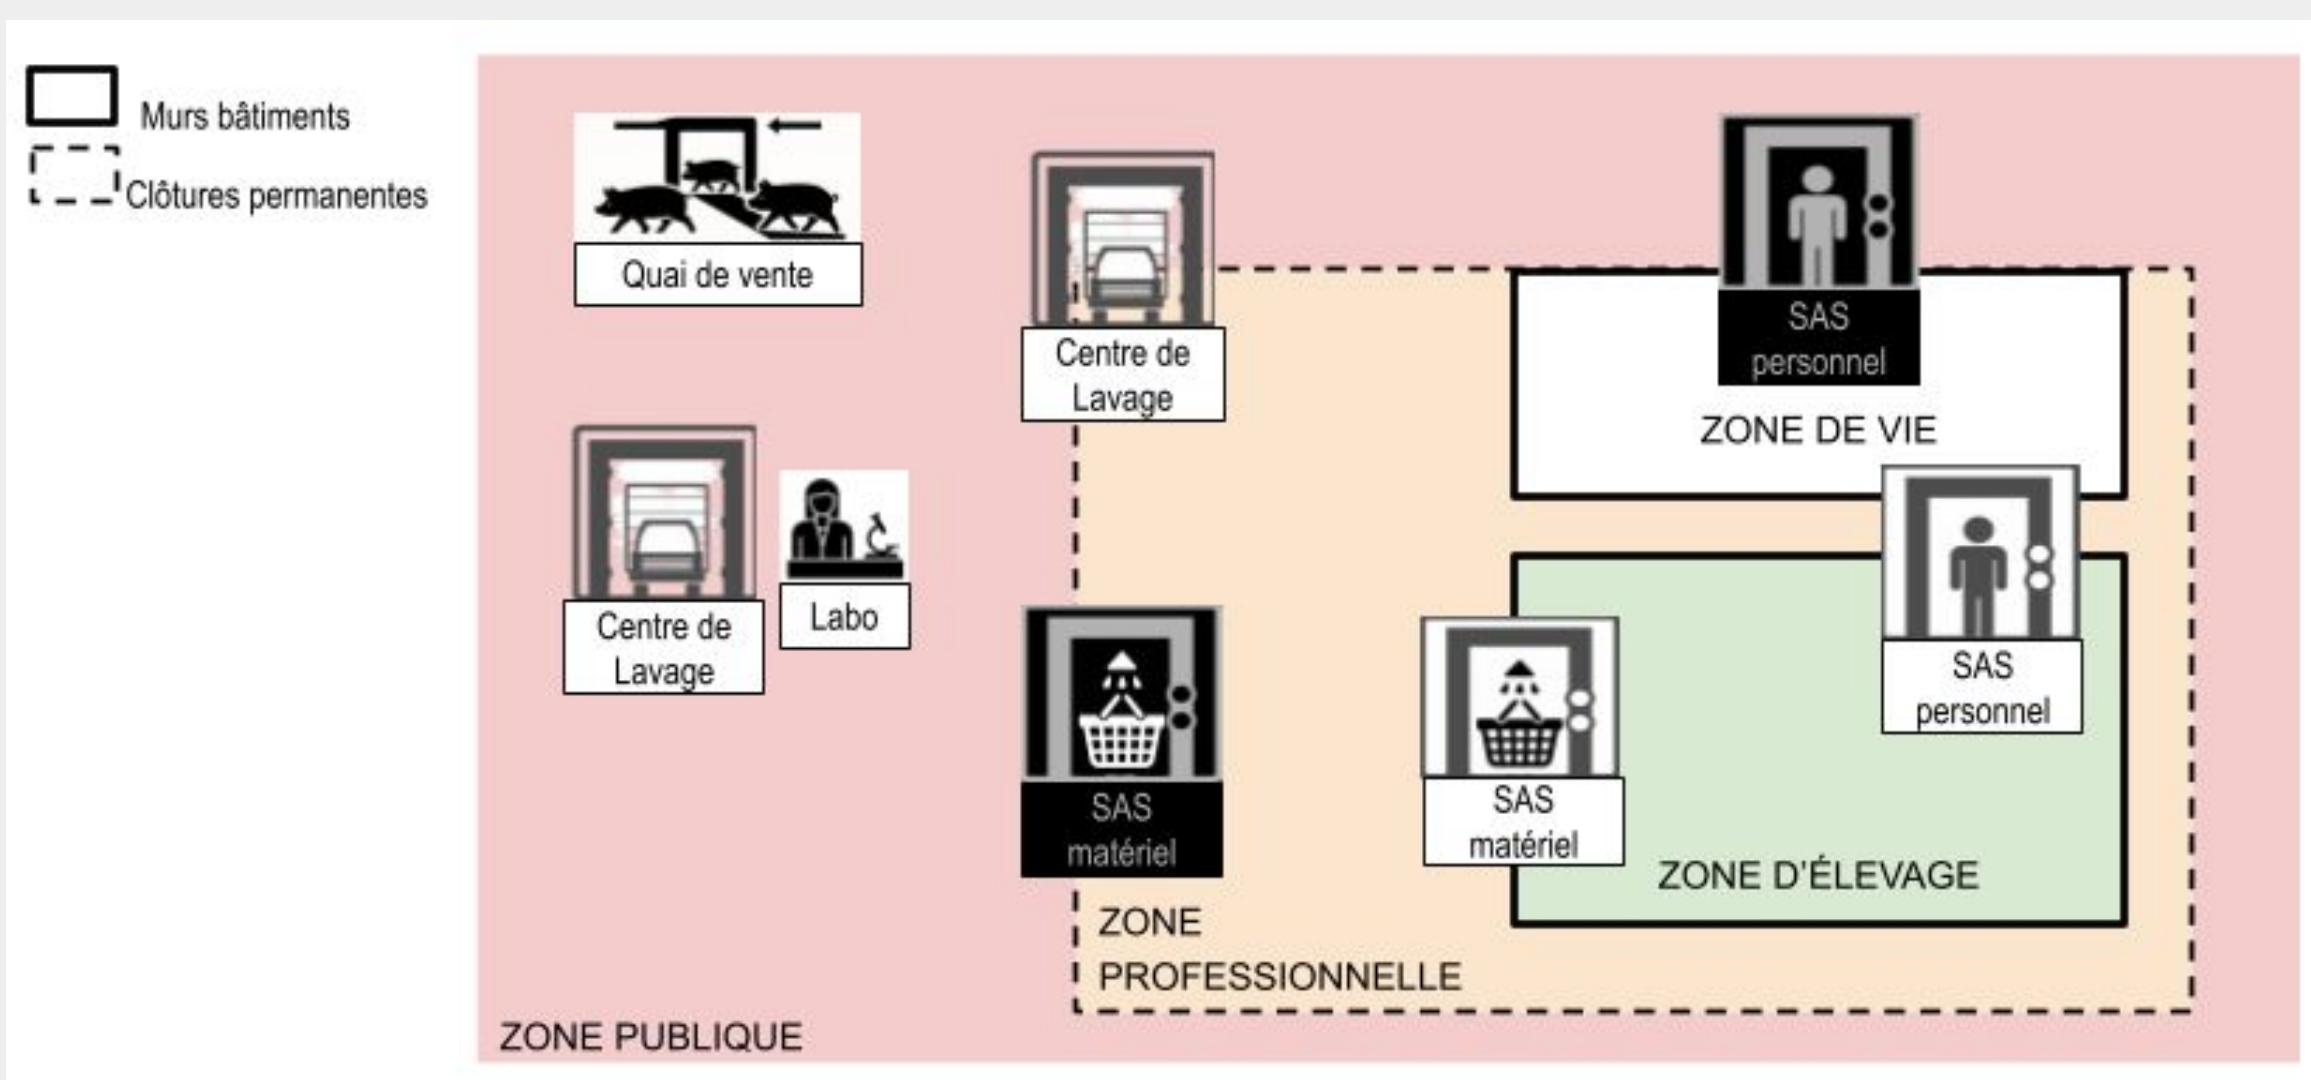 Murs bâtiments
Clôtures permanentes
Quai de vente
Centre de
Lavage
SAS
personnel
ZONE DE VIE
Centre de
Lavage
Labo
SAS
matériel
SAS
matériel
SAS
personnel
ZONE D'ÉLEVAGE
ZONE
PROFESSIONNELLE
ZONE PUBLIQUE